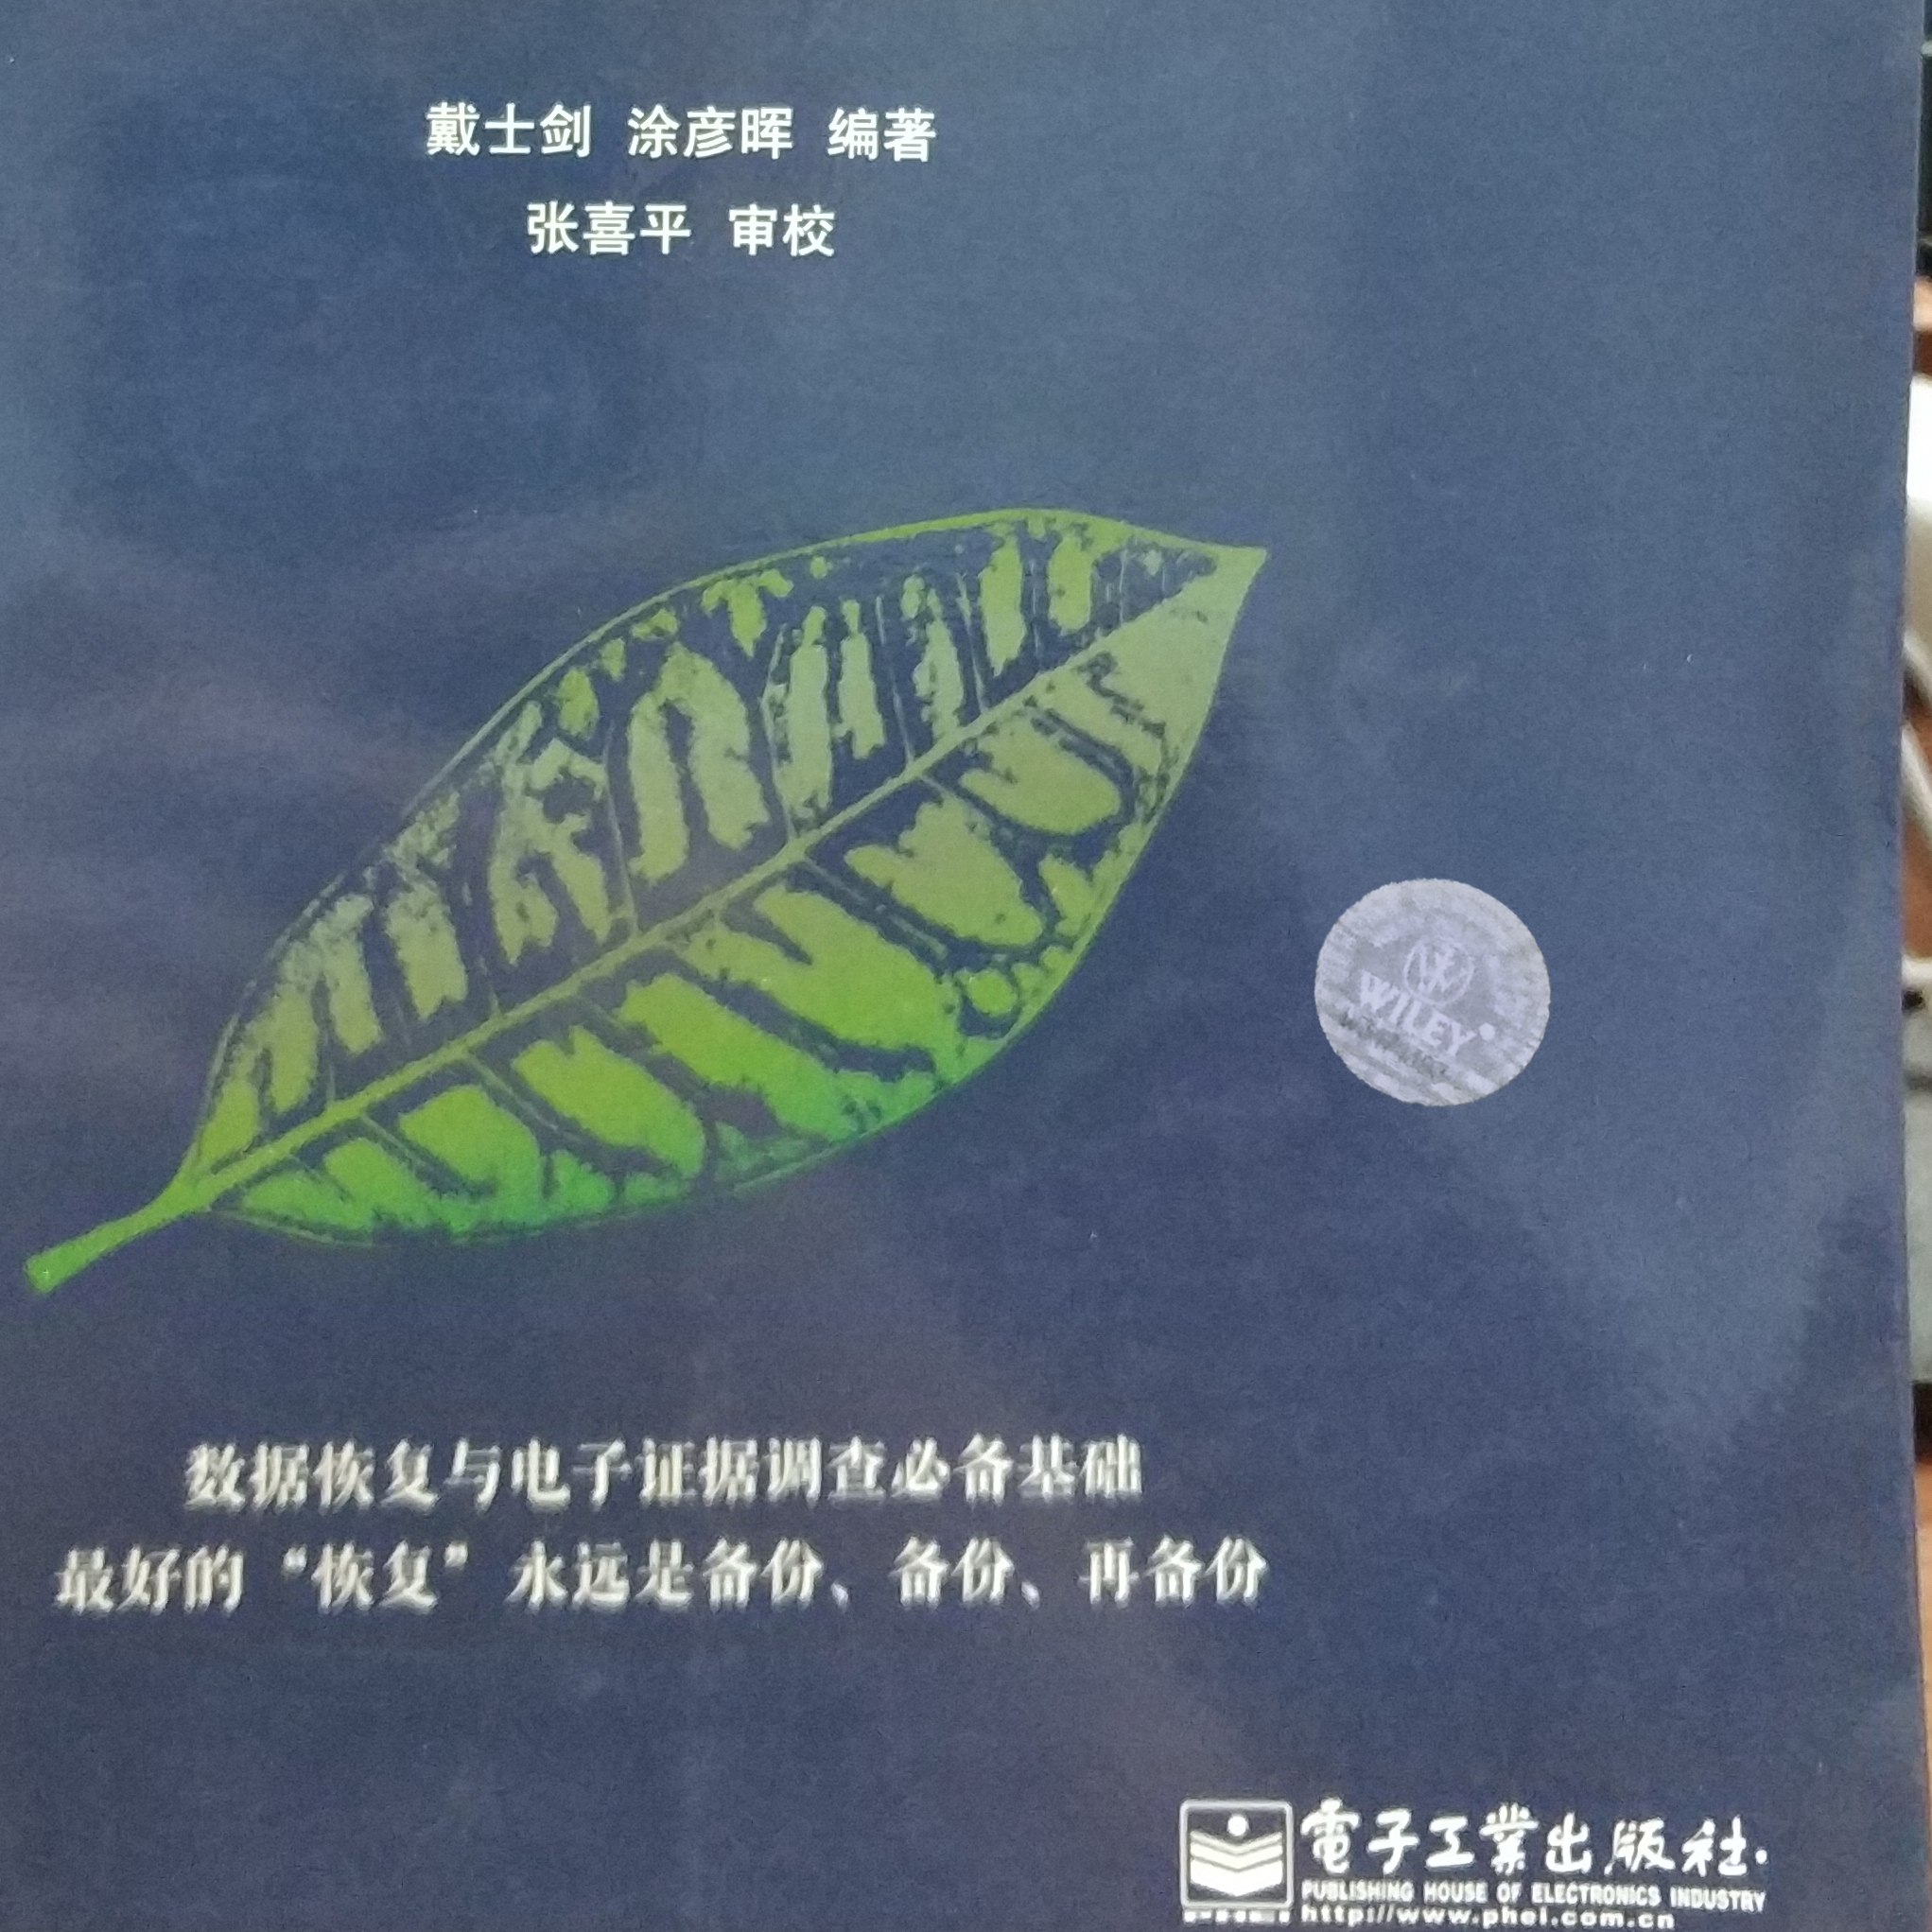 戴士剑 涂彦晖 编著
张喜平 审校
WILEY
数据恢复与电子证据调查必备基础
最好的“恢复”永远是备份、备份、再备份
電子工業出版社·
PUBLISHING HOUSE OF ELECTRONICS INDUSTRY
http://www.phei.com.cn